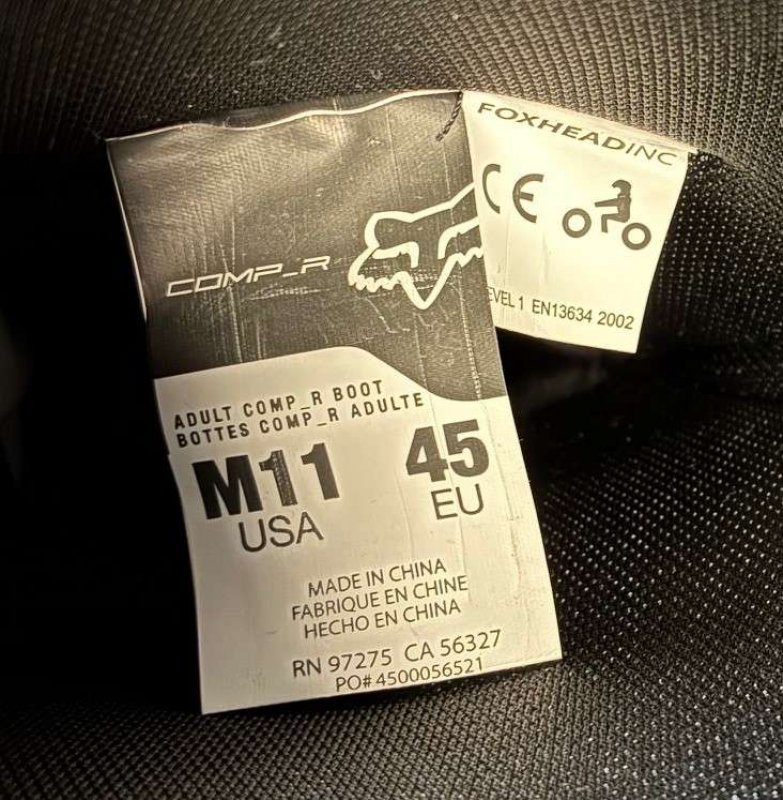 COMP_R
ADULT COMP_R BOOT
BOTTES COMP_R ADULTE
M11 45
USA EU
MADE IN CHINA
FABRIQUE EN CHINE
HECHO EN CHINA
RN 97275 CA 56327
PO# 4500056521
FOXHEADINC
CE
EVEL 1 EN13634 2002